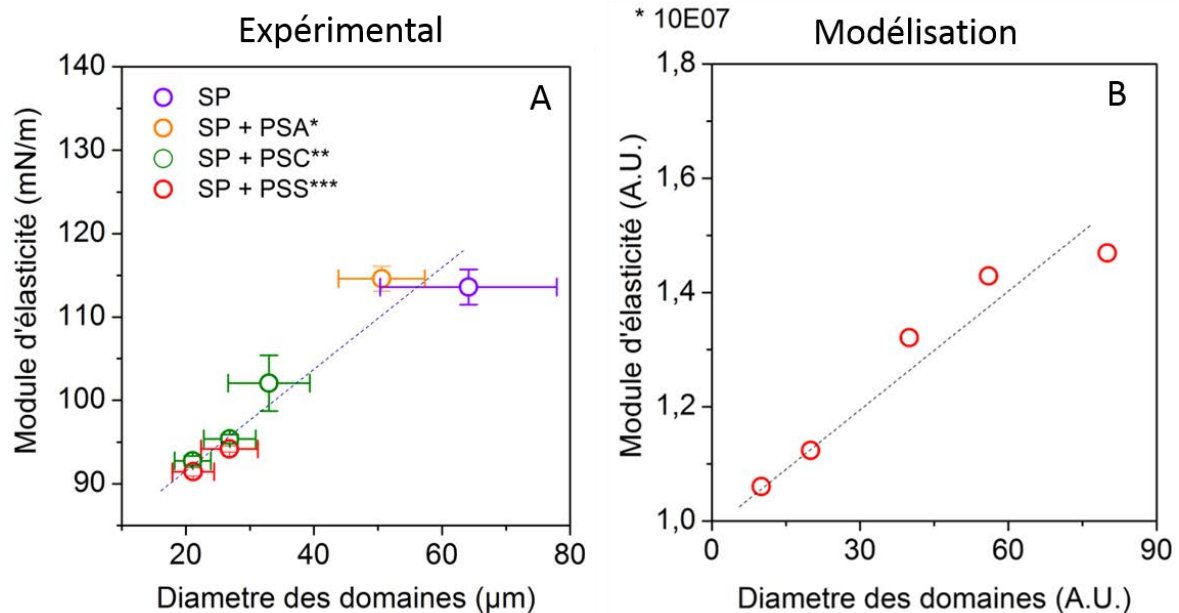 Expérimental
Module d'élasticité (mN/m)
140
130
120
110
100
90
A
SP
SP + PSA*
SP + PSC**
SP + PSS***
20
40
60
80
Diametre des domaines (µm)
* 10E07
Modélisation
Module d'élasticité (A.U.)
1,8
1,6
1,4
1,2
1,0
B
0
30
60
90
Diametre des domaines (A.U.)